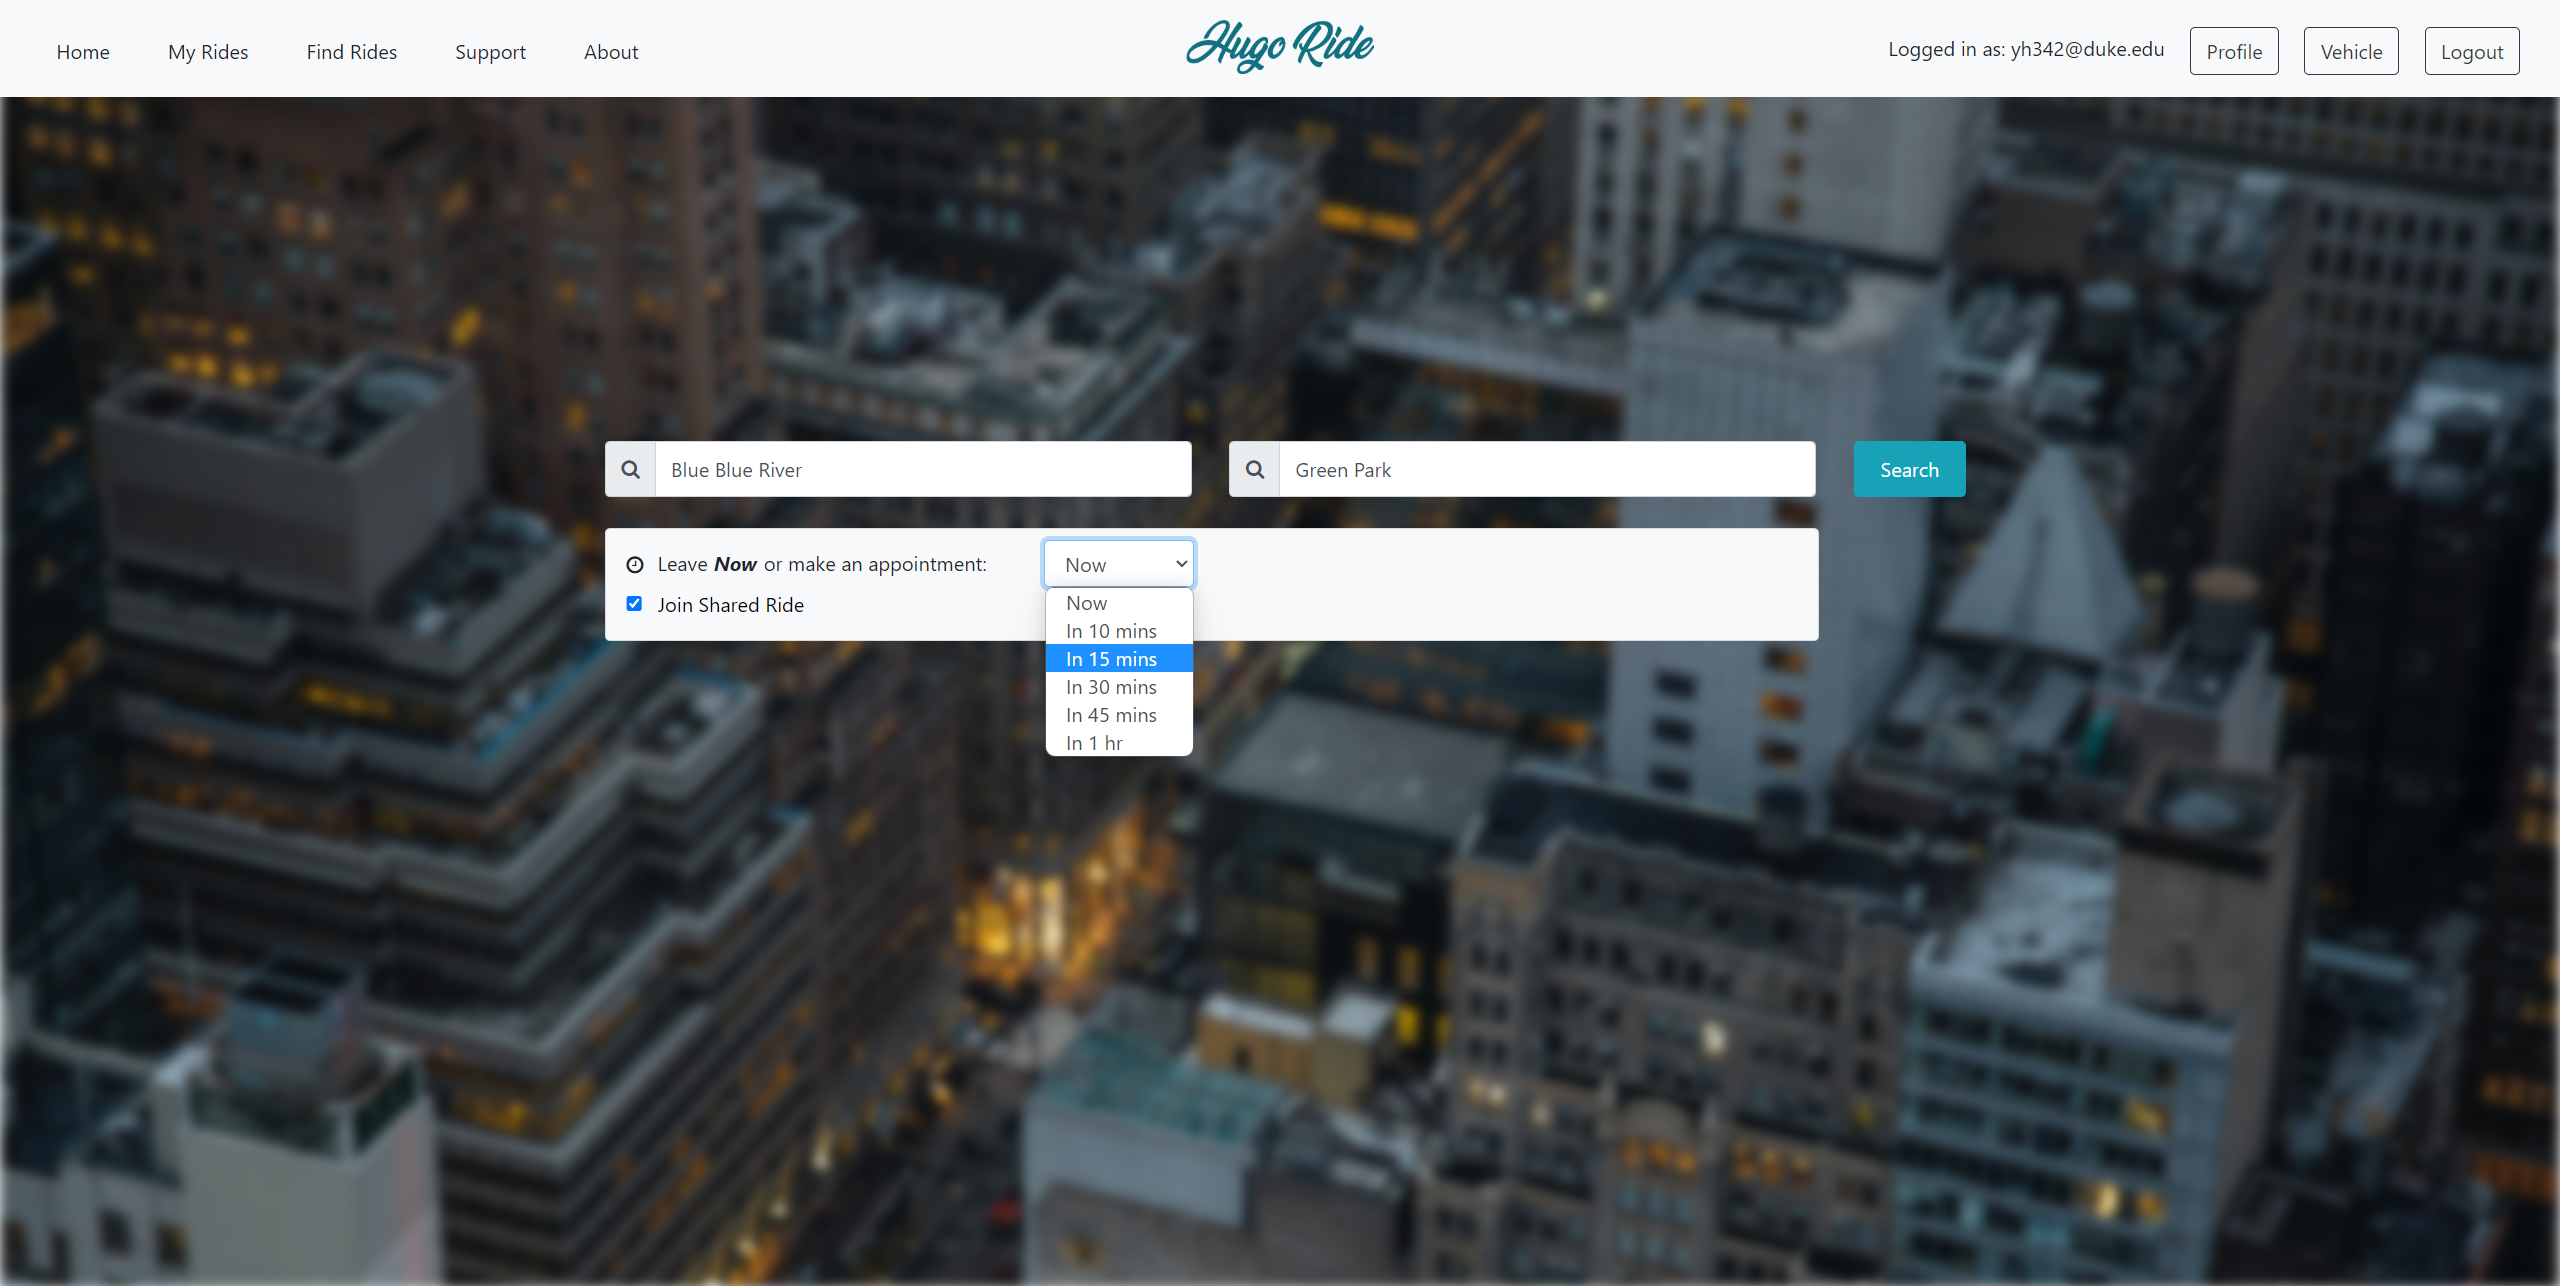 Home My Rides Find Rides Support About Hugo Ride Logged in as: yh342@duke.edu Profile Vehicle Logout
Blue Blue River Green Park Search
Leave Now or make an appointment: Now
Join Shared Ride
Now
In 10 mins
In 15 mins
In 30 mins
In 45 mins
In 1 hr